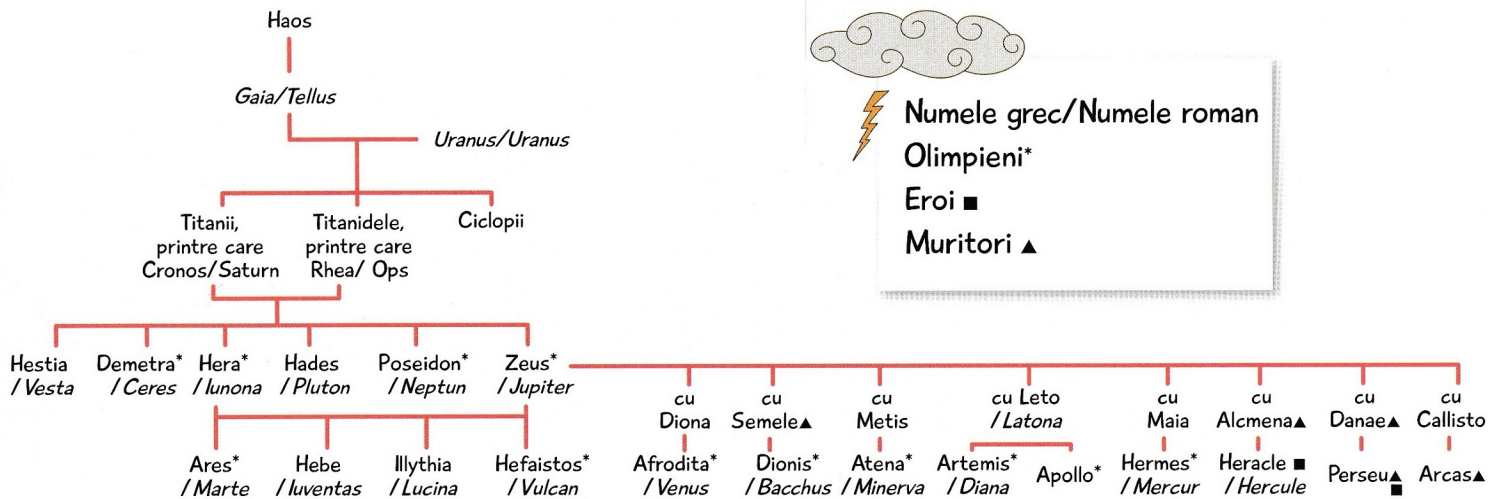 Haos
Gaia/Tellus
Uranus/Uranus
Numele grec/Numele roman
Olimpieni*
Eroi ■
Muritori ▲
Titanii,
printre care
Cronos/Saturn
Titanidele,
printre care
Rhea/ Ops
Ciclopii
Hestia
/Vesta
Demetra*
/Ceres
Hera*
/Iunona
Hades
/Pluton
Poseidon*
/Neptun
Zeus*
/Jupiter
cu
Diona
cu
Semele▲
cu
Metis
cu Leto
/Latona
cu
Maia
cu
Alcmena▲
cu
Danae▲
cu
Callisto
Ares*
/Marte
Hebe
/Iuventas
Illythia
/Lucina
Hefaistos*
/Vulcan
Afrodita*
/Venus
Dionis*
/Bacchus
Atena*
/Minerva
Artemis*
/Diana
Apollo*
Hermes*
/Mercur
Heracle ■
/Hercule
Perseu▲
■
Arcas▲